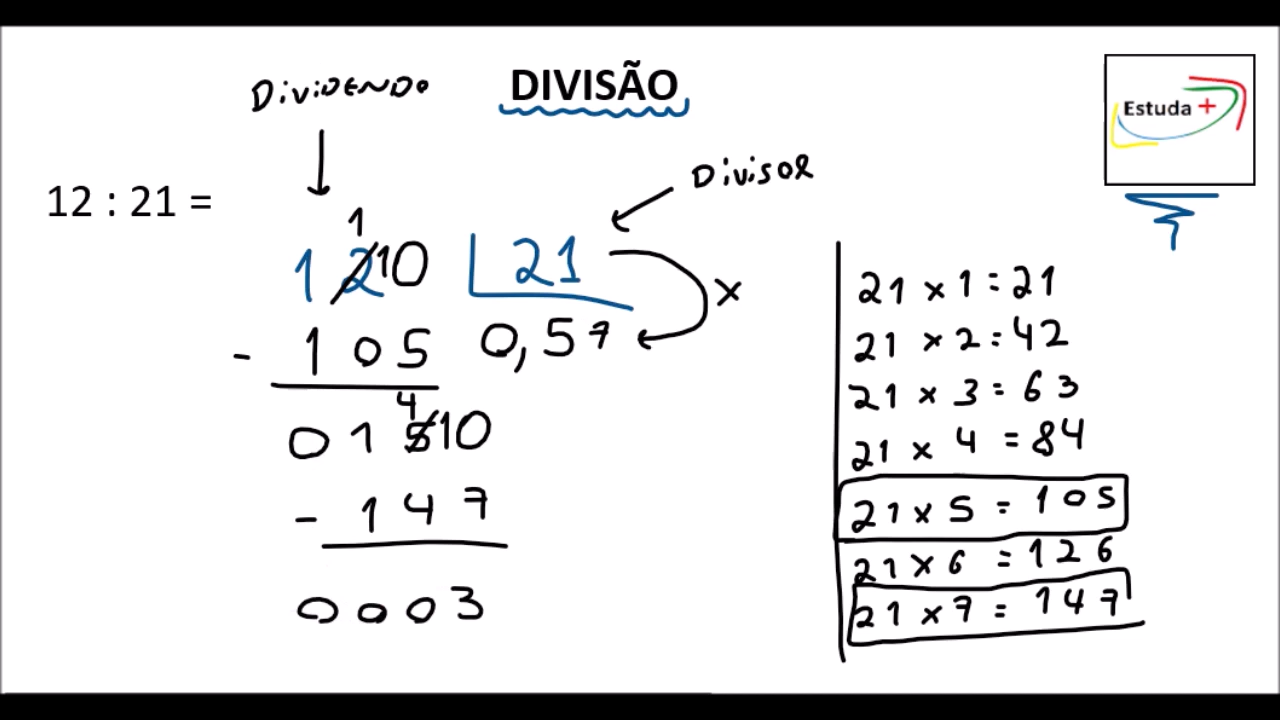 DIVIDENDO
DIVISÃO
Estuda +
DIVISOR
12 : 21 =
1
1 2 10 21
x
- 1 0 5 0,57
4
0 1 5 10
- 1 4 7
0 0 0 3
21 x 1 = 21
21 x 2 = 42
21 x 3 = 63
21 x 4 = 84
21 x 5 = 105
21 x 6 = 126
21 x 7 = 147